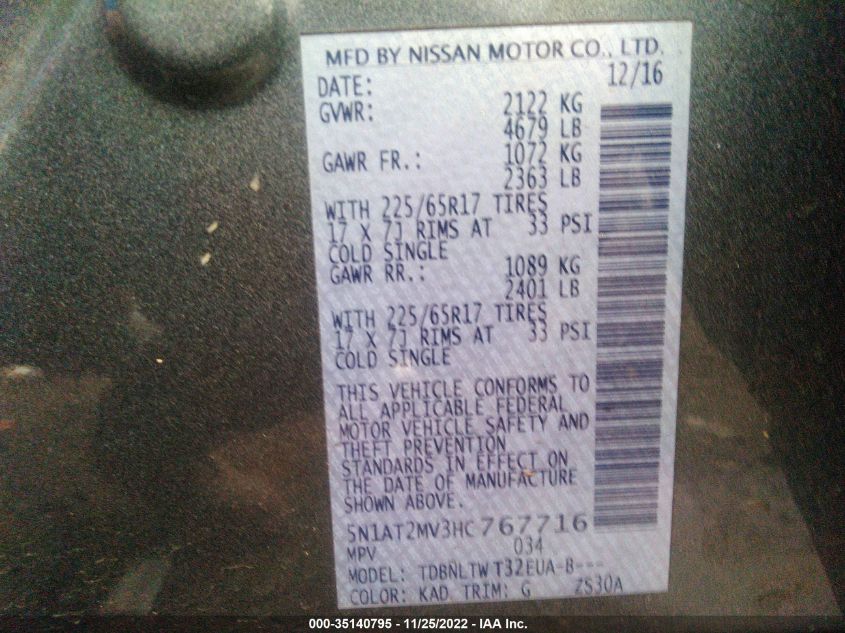 MFD BY NISSAN MOTOR CO., LTD.
DATE: 12/16
GVWR: 2122 KG
4679 LB
GAWR FR.: 1072 KG
2363 LB
WITH 225/65R17 TIRES
17 X 7J RIMS AT 33 PSI
COLD SINGLE
GAWR RR.: 1089 KG
2401 LB
WITH 225/65R17 TIRES
17 X 7J RIMS AT 33 PSI
COLD SINGLE
THIS VEHICLE CONFORMS TO
ALL APPLICABLE FEDERAL
MOTOR VEHICLE SAFETY AND
THEFT PREVENTION
STANDARDS IN EFFECT ON
THE DATE OF MANUFACTURE
SHOWN ABOVE.
5N1AT2MV3HC767716
MPV 034
MODEL: TDBNLTWT32EUA-B---
COLOR: KAD TRIM: G ZS30A
000-35140795 - 11/25/2022 - IAA Inc.